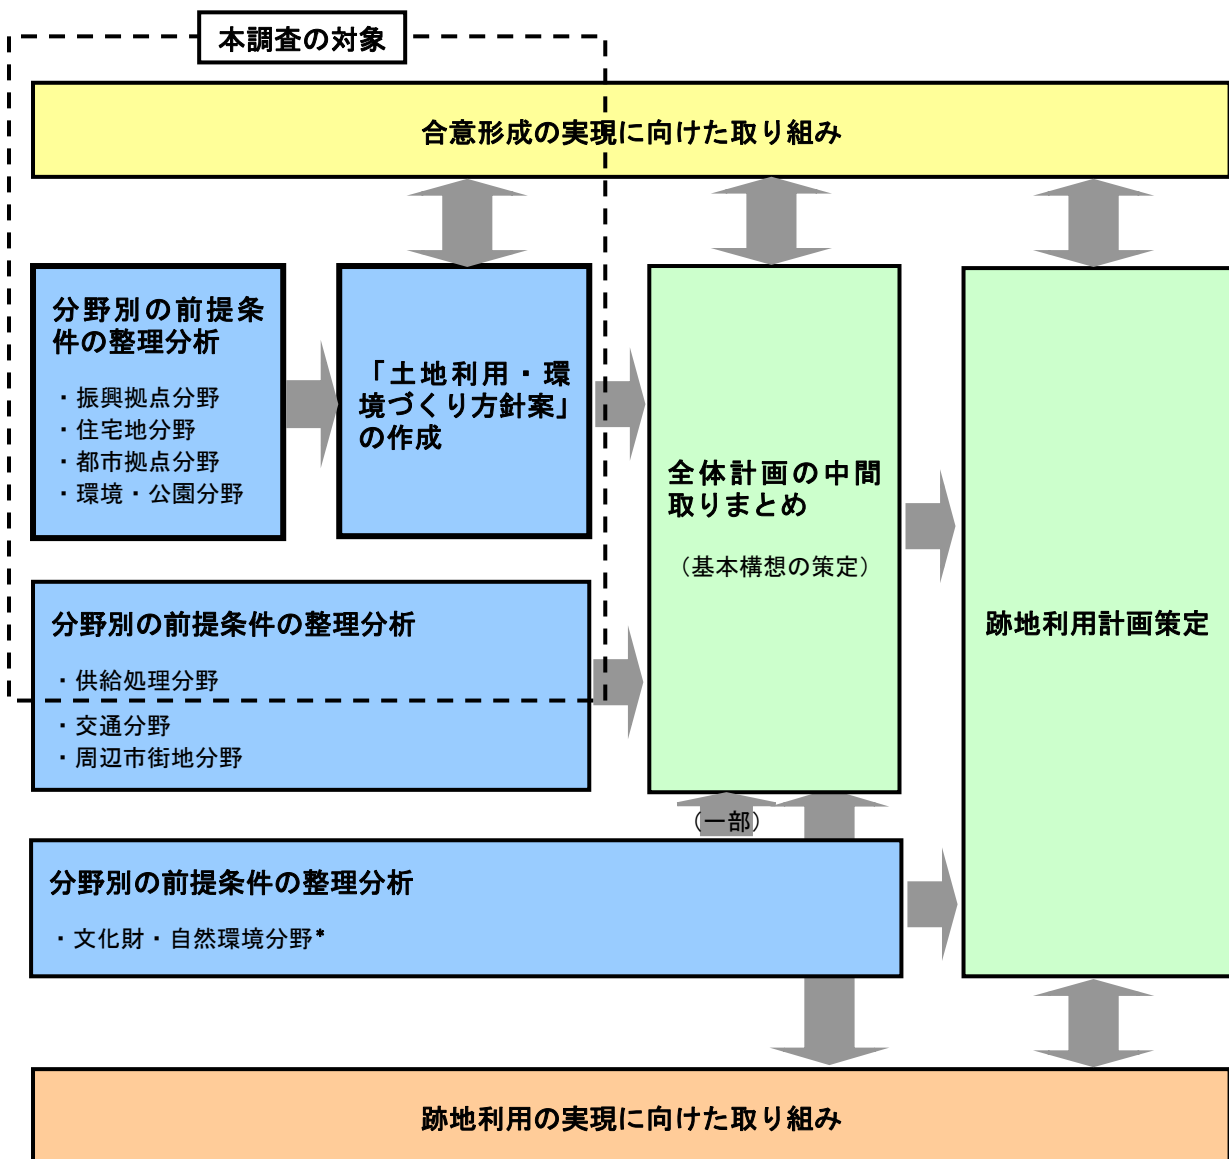 本調査の対象
合意形成の実現に向けた取り組み
分野別の前提条
件の整理分析
・振興拠点分野
・住宅地分野
・都市拠点分野
・環境・公園分野
「土地利用・環
境づくり方針案」
の作成
分野別の前提条件の整理分析
・供給処理分野
・交通分野
・周辺市街地分野
全体計画の中間
取りまとめ
（基本構想の策定）
跡地利用計画策定
（一部）
分野別の前提条件の整理分析
・文化財・自然環境分野*
跡地利用の実現に向けた取り組み